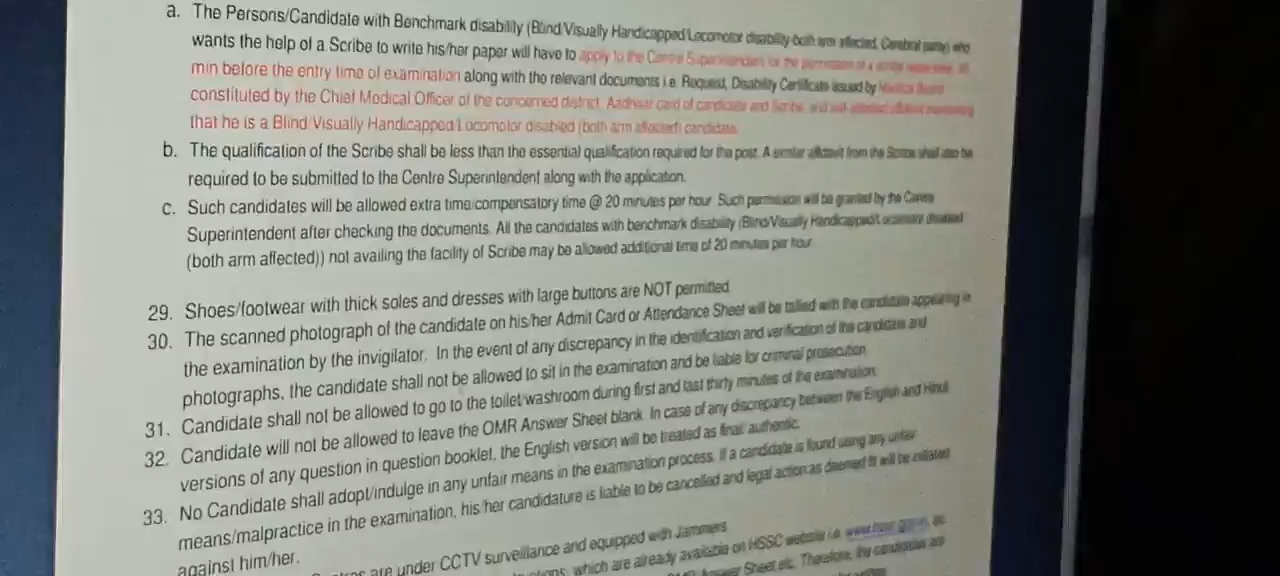 a. The Persons/Candidate with Benchmark disability (Blind/Visually Handicapped/Locomotor disability both arm affected, Cerebral palsy) who
wants the help of a Scribe to write his/her paper will have to apply to the Centre Superintendent for the permission of a scribe
min before the entry time of examination along with the relevant documents i.e. Request, Disability Certificate issued by Medical Board
constituted by the Chief Medical Officer of the concerned district, Aadhaar card of candidate and Scribe, and
that he is a Blind/Visually Handicapped/Locomotor disabled (both arm affected) candidate.
b. The qualification of the Scribe shall be less than the essential qualification required for the post. A similar affidavit from the Scribe shall also be
required to be submitted to the Centre Superintendent along with the application.
c. Such candidates will be allowed extra time/compensatory time @ 20 minutes per hour. Such permission will be granted by the Centre
Superintendent after checking the documents. All the candidates with benchmark disability (Blind/Visually Handicapped/Locomotor disabled
(both arm affected)) not availing the facility of Scribe may be allowed additional time of 20 minutes per hour.
29. Shoes/footwear with thick soles and dresses with large buttons are NOT permitted.
30. The scanned photograph of the candidate on his/her Admit Card or Attendance Sheet will be tallied with the candidate appearing in
the examination by the invigilator. In the event of any discrepancy in the identification and verification of the candidate and
photographs, the candidate shall not be allowed to sit in the examination and be liable for criminal prosecution.
31. Candidate shall not be allowed to go to the toilet/washroom during first and last thirty minutes of the examination.
32. Candidate will not be allowed to leave the OMR Answer Sheet blank. In case of any discrepancy between the English and Hindi
versions of any question in question booklet, the English version will be treated as final authentic.
33. No Candidate shall adopt/indulge in any unfair means in the examination process. If a candidate is found using any unfair
means/malpractice in the examination, his/her candidature is liable to be cancelled and legal action as deemed fit will be initiated
against him/her.
are under CCTV surveillance and equipped with Jammers
which are already available on HSSC website i.e.
Answer Sheet etc. Therefore, the candidates are